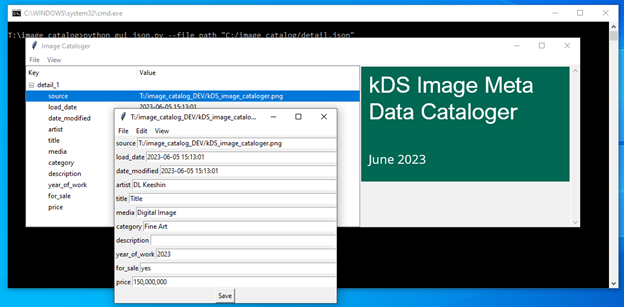 C:\WINDOWS\system32\cmd.exe
T:\image_catalog>python gui_json.py --file_path "C:/image_catalog/detail.json"
Image Cataloger
File View
Key Value
detail_1
source T:/image_catalog_DEV/kDS_image_cataloger.png
load_date 2023-06-05 15:13:01
date_modified
artist
title
media
category
description
year_of_work
for_sale
price
kDS Image Meta
Data Cataloger
June 2023
T:/image_catalog_DEV/kDS_image_catalo...
File Edit View
source T:/image_catalog_DEV/kDS_image_cataloger.png
load_date 2023-06-05 15:13:01
date_modified 2023-06-05 15:13:01
artist DL Keeshin
title Title
media Digital Image
category Fine Art
description
year_of_work 2023
for_sale yes
price 150,000,000
Save